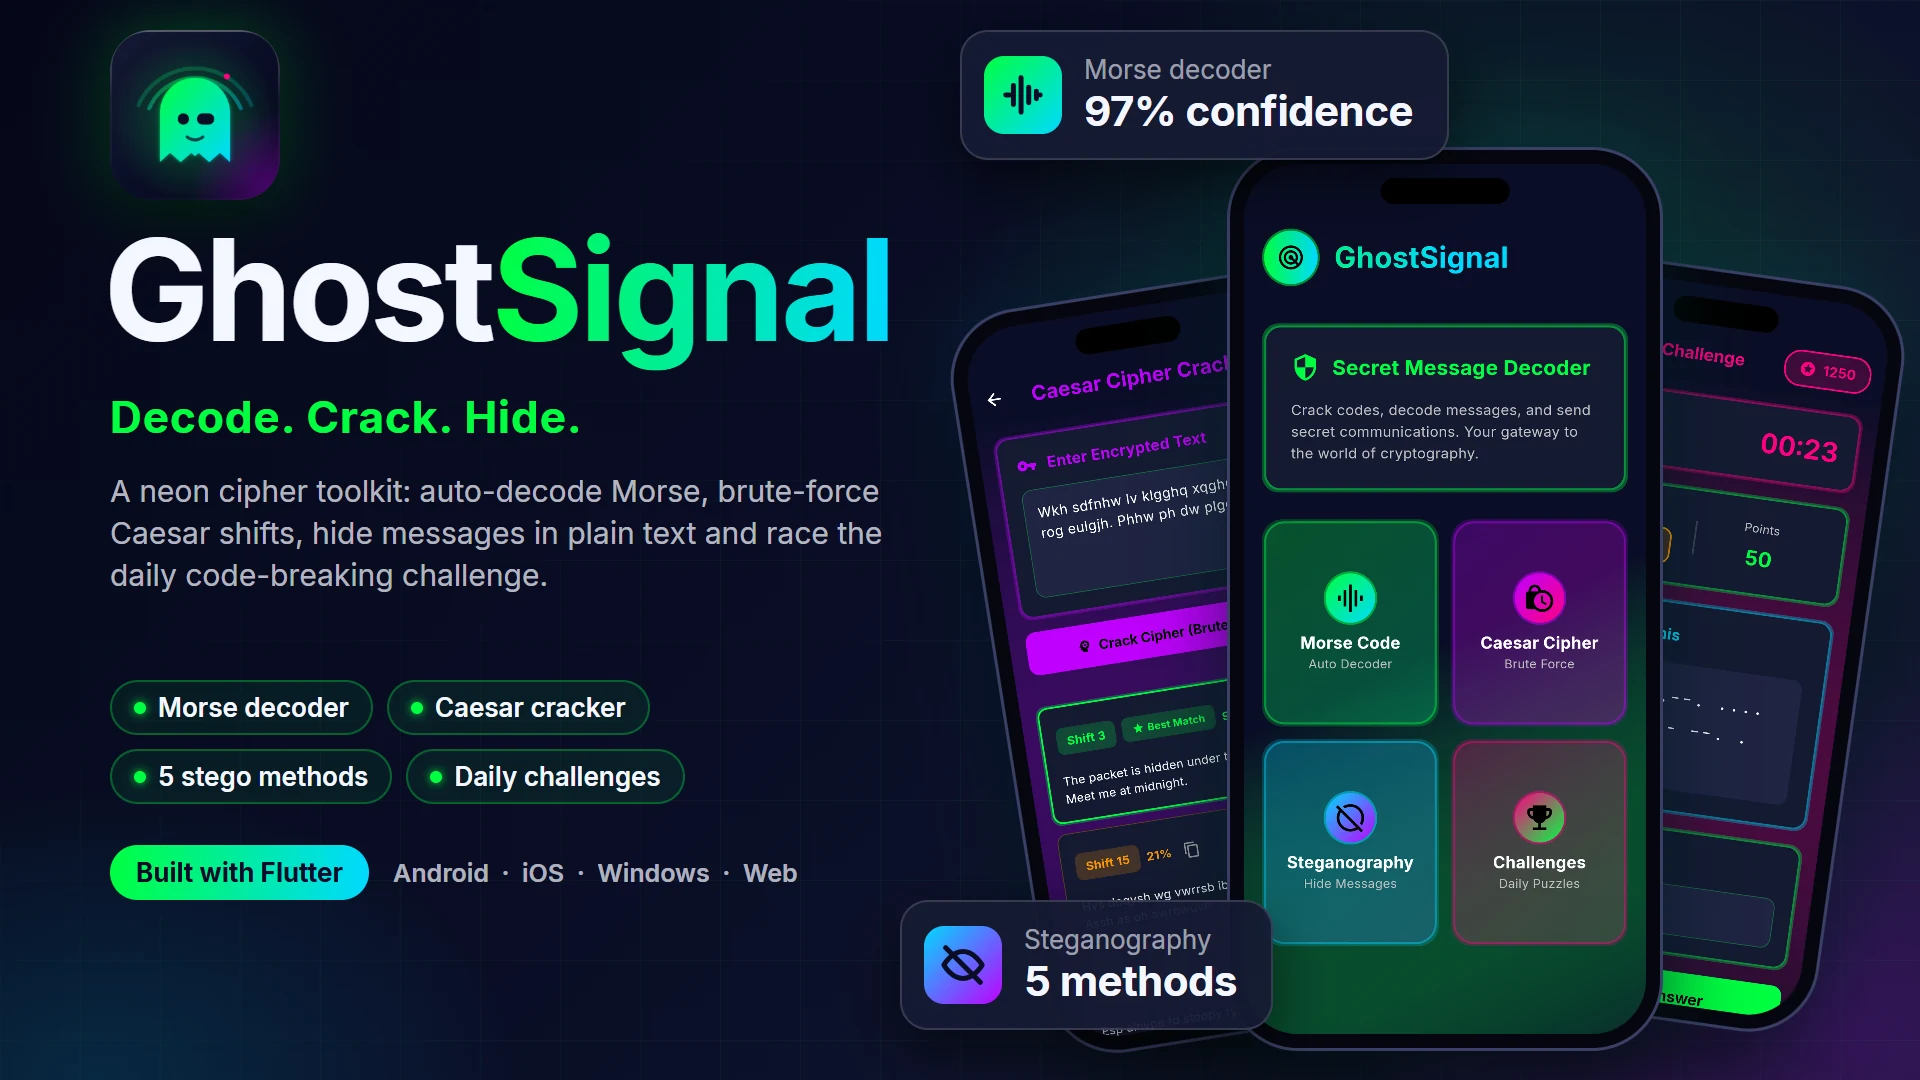 GhostSignal
Decode. Crack. Hide.
A neon cipher toolkit: auto-decode Morse, brute-force
Caesar shifts, hide messages in plain text and race the
daily code-breaking challenge.
Morse decoder
Caesar cracker
5 stego methods
Daily challenges
Built with Flutter
Android · iOS · Windows · Web
Morse decoder
97% confidence
Caesar Cipher
Enter Encrypted Text
Wkh sdfnhw lv klgghq
rog eulgjh. Phhw ph dw
Crack Cipher (Brute
Shift 3
Best Match
The packet is hidden under
Meet me at midnight.
Shift 15
21%
Steganography
5 methods
GhostSignal
Secret Message Decoder
Crack codes, decode messages, and send
secret communications. Your gateway to
the world of cryptography.
Morse Code
Auto Decoder
Caesar Cipher
Brute Force
Steganography
Hide Messages
Challenges
Daily Puzzles
Challenge
1250
00:23
Points
50